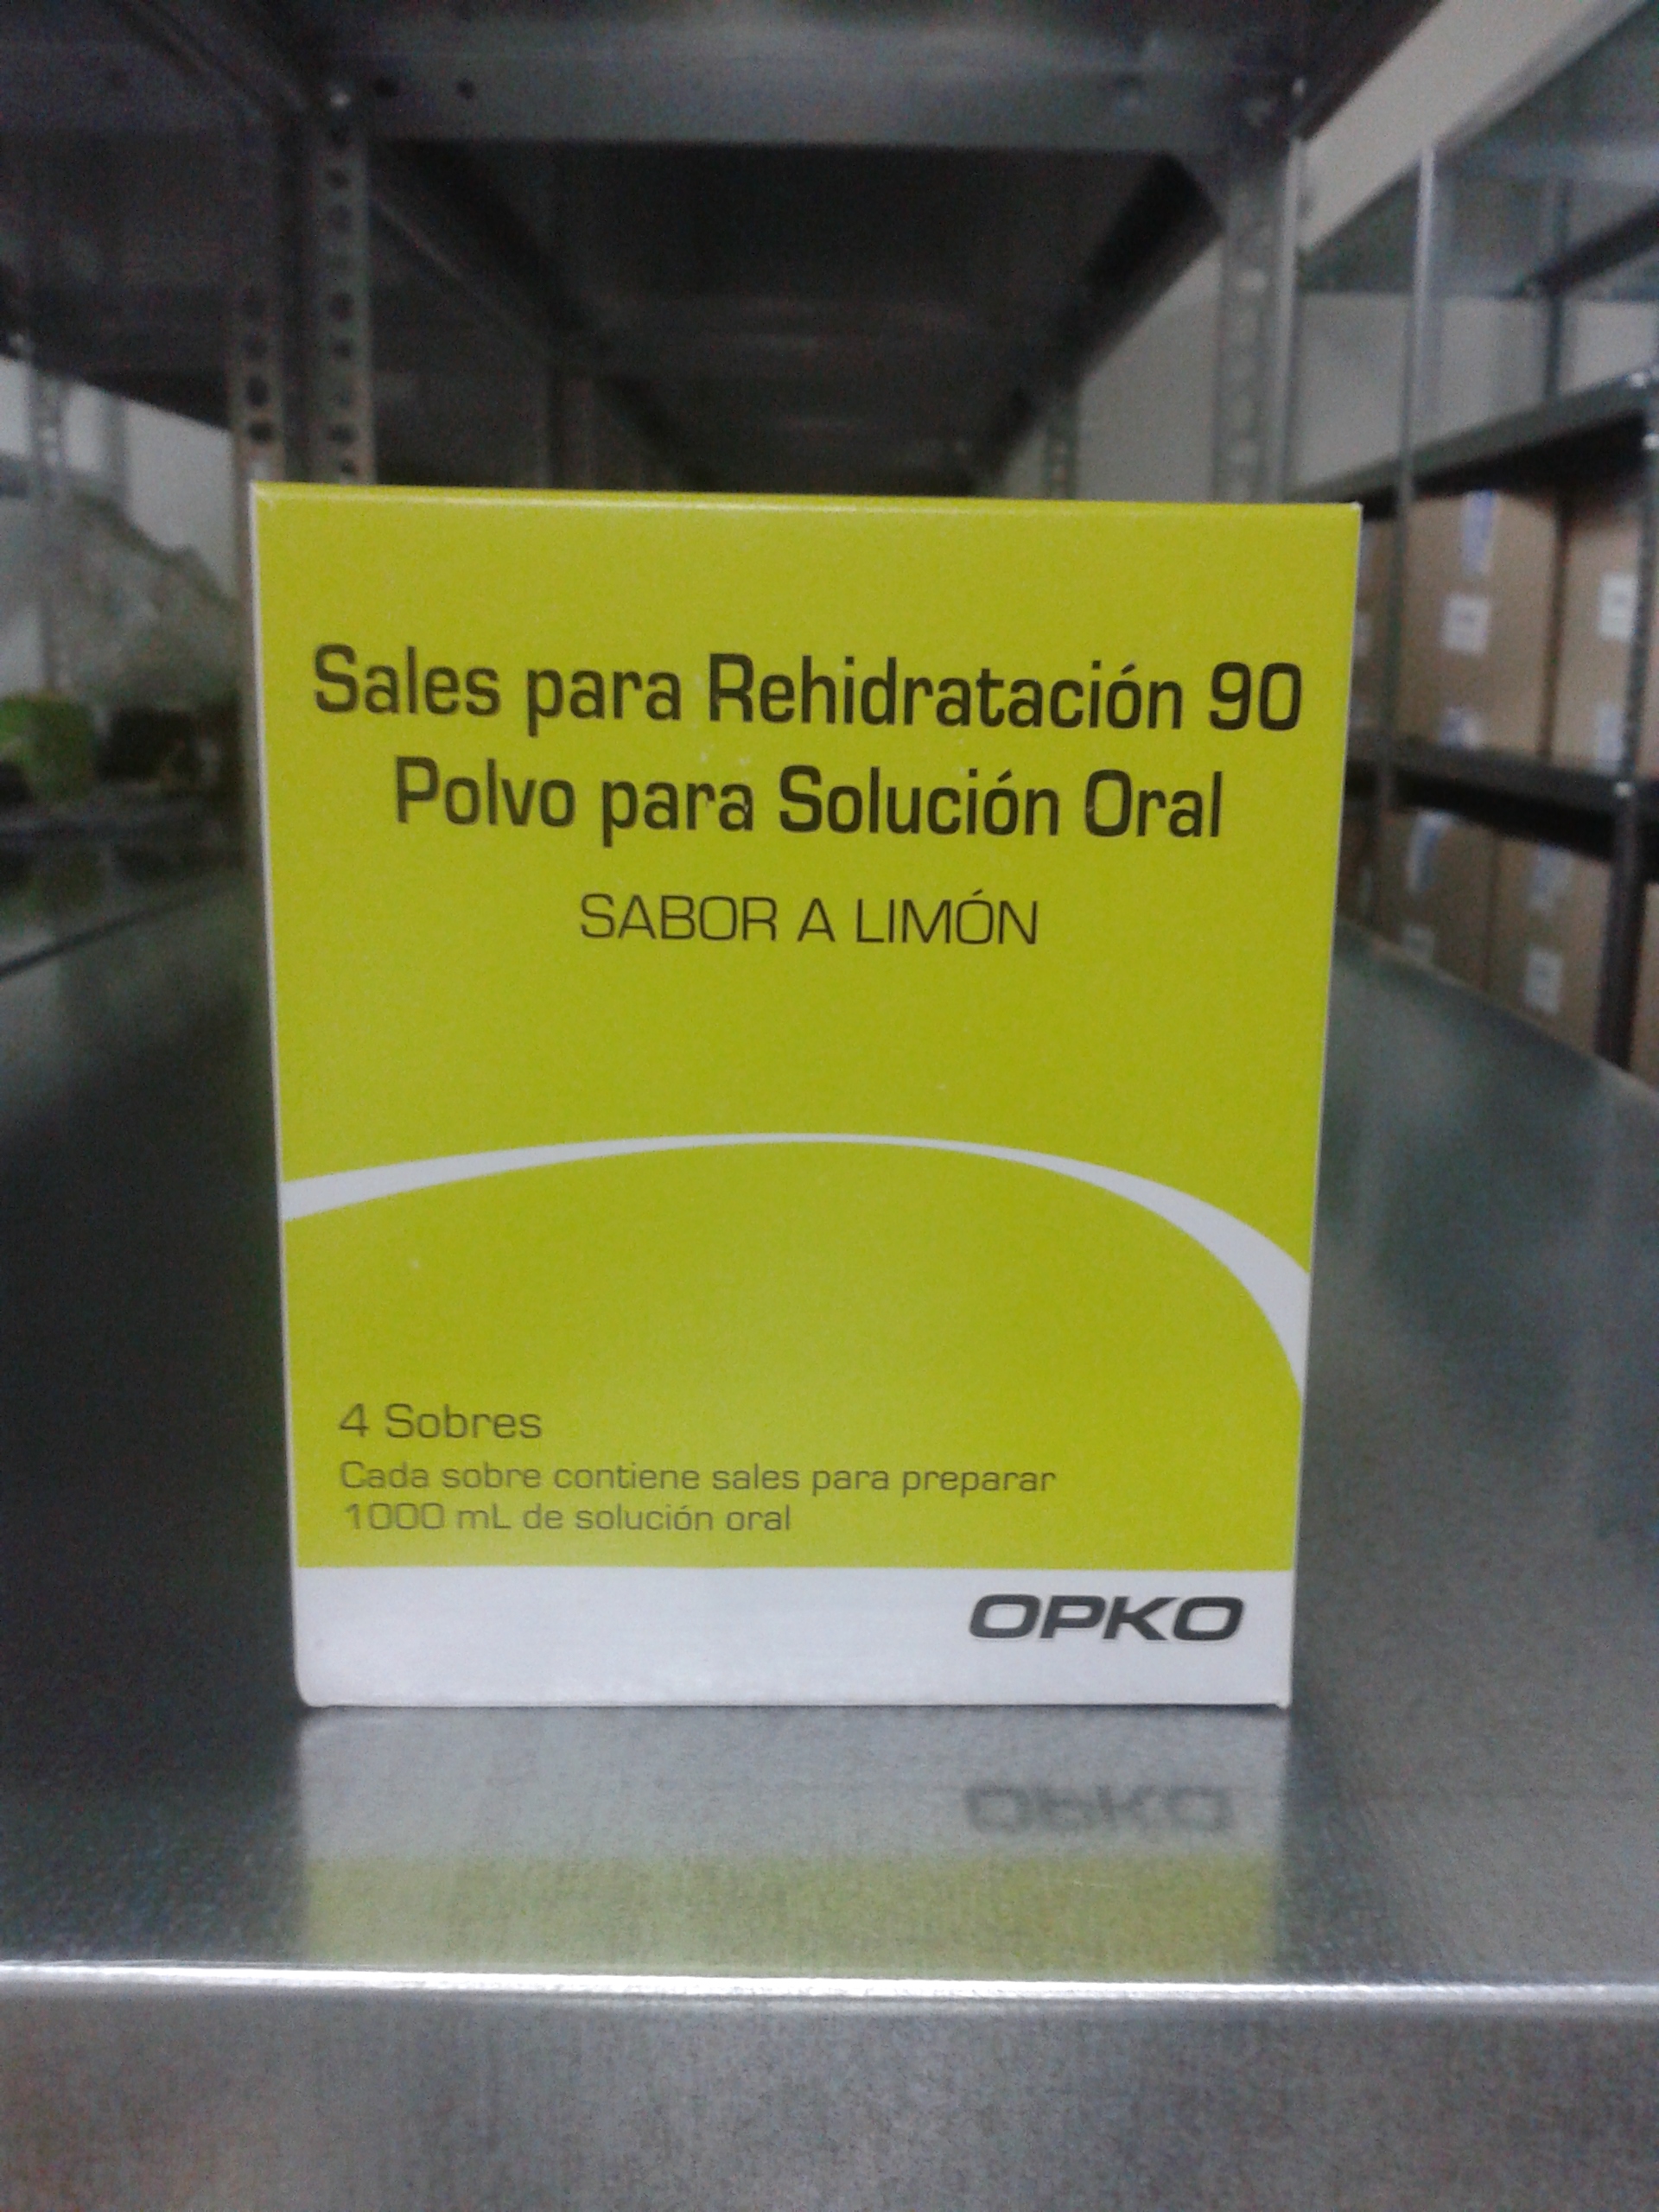 Sales para Rehidratación 90
Polvo para Solución Oral
SABOR A LIMÓN
4 Sobres
Cada sobre contiene sales para preparar
1000 mL de solución oral
OPKO